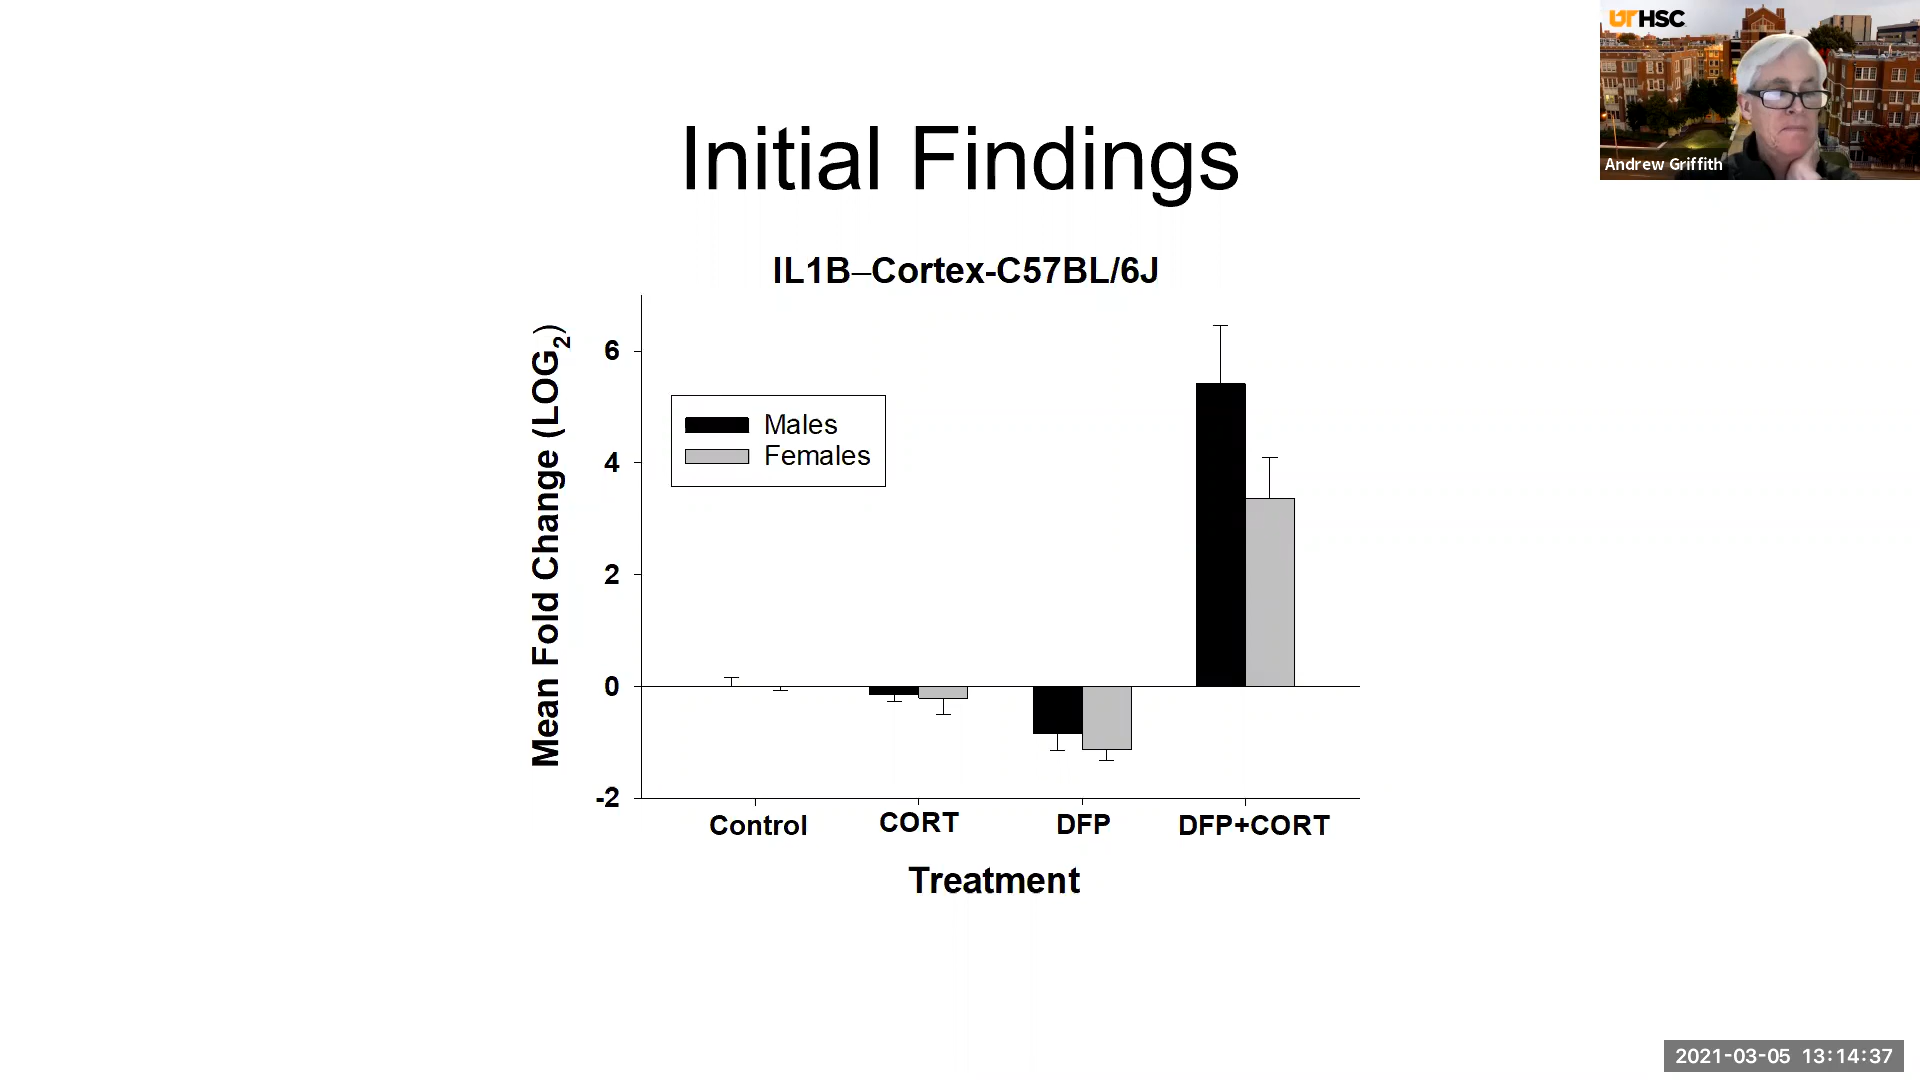 UTHSC
Andrew Griffith
Initial Findings
IL1B–Cortex-C57BL/6J
Mean Fold Change (LOG2)
6
4
2
0
-2
Males
Females
Control
CORT
DFP
DFP+CORT
Treatment
2021-03-05 13:14:37